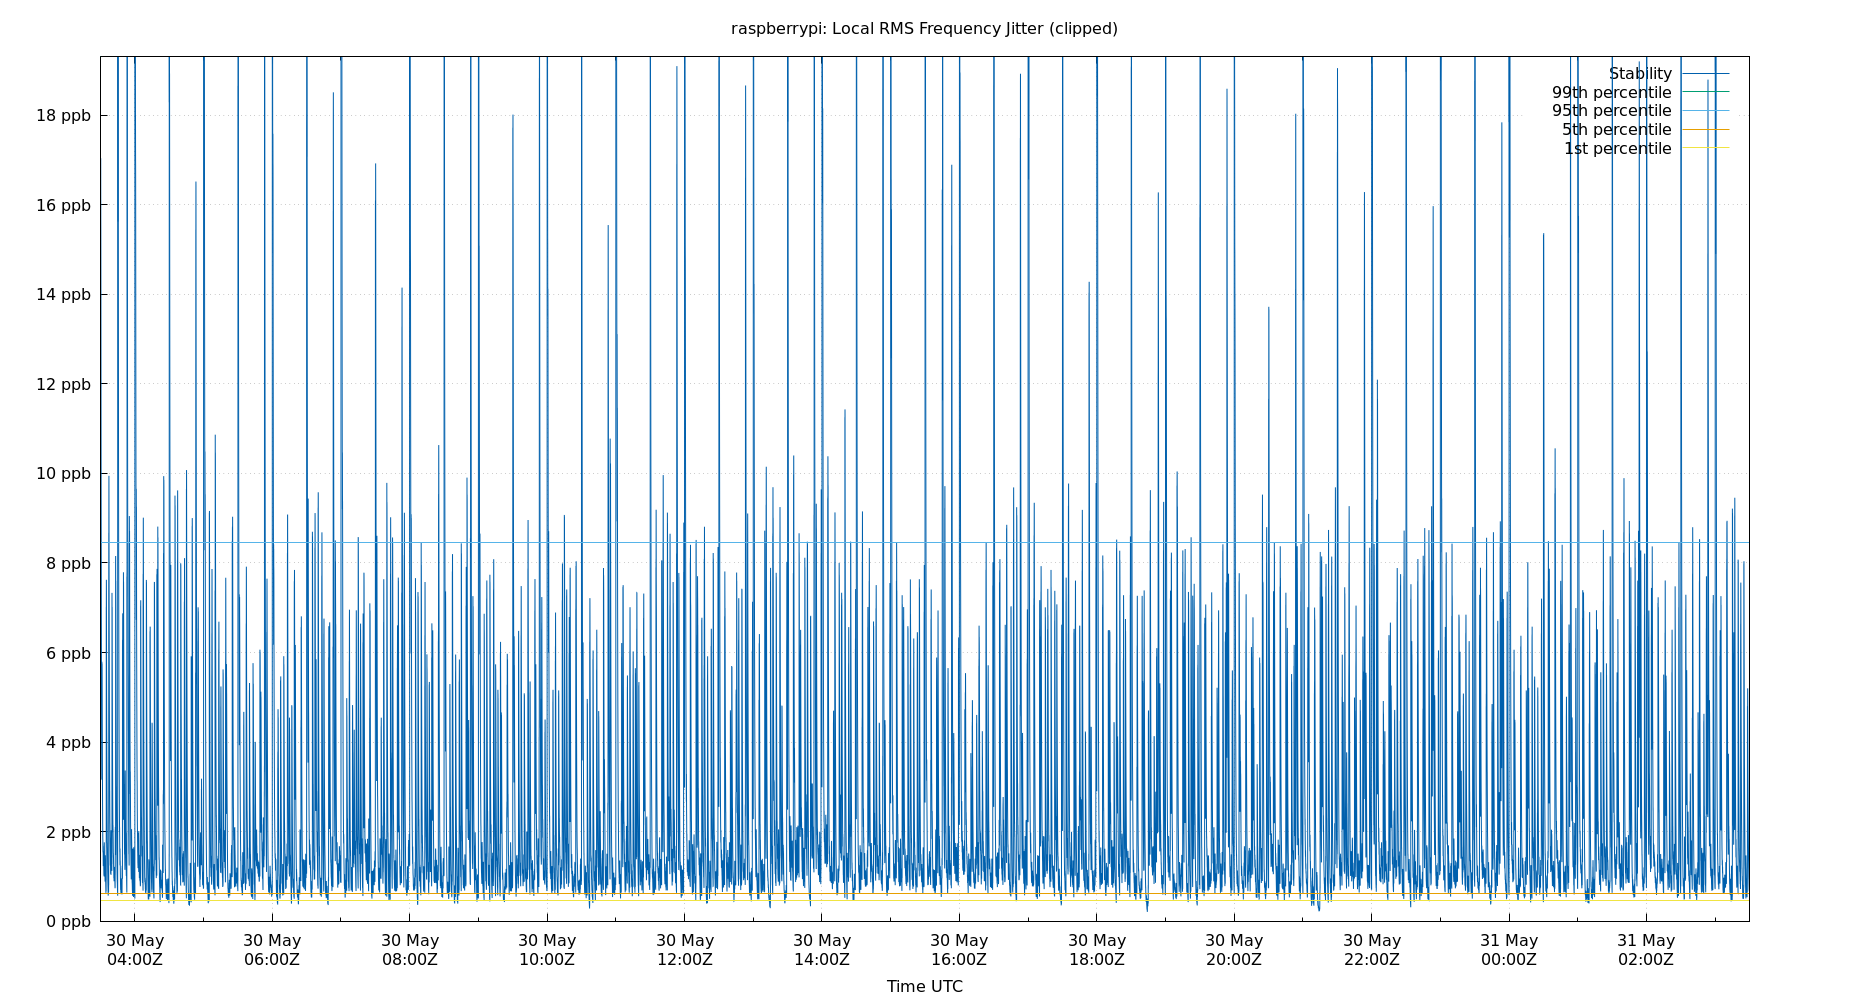 raspberrypi: Local RMS Frequency Jitter (clipped)
Stability
99th percentile
95th percentile
5th percentile
1st percentile
18 ppb
16 ppb
14 ppb
12 ppb
10 ppb
8 ppb
6 ppb
4 ppb
2 ppb
0 ppb
30 May 30 May 30 May 30 May 30 May 30 May 30 May 30 May 30 May 30 May 31 May 31 May
04:00Z 06:00Z 08:00Z 10:00Z 12:00Z 14:00Z 16:00Z 18:00Z 20:00Z 22:00Z 00:00Z 02:00Z
Time UTC